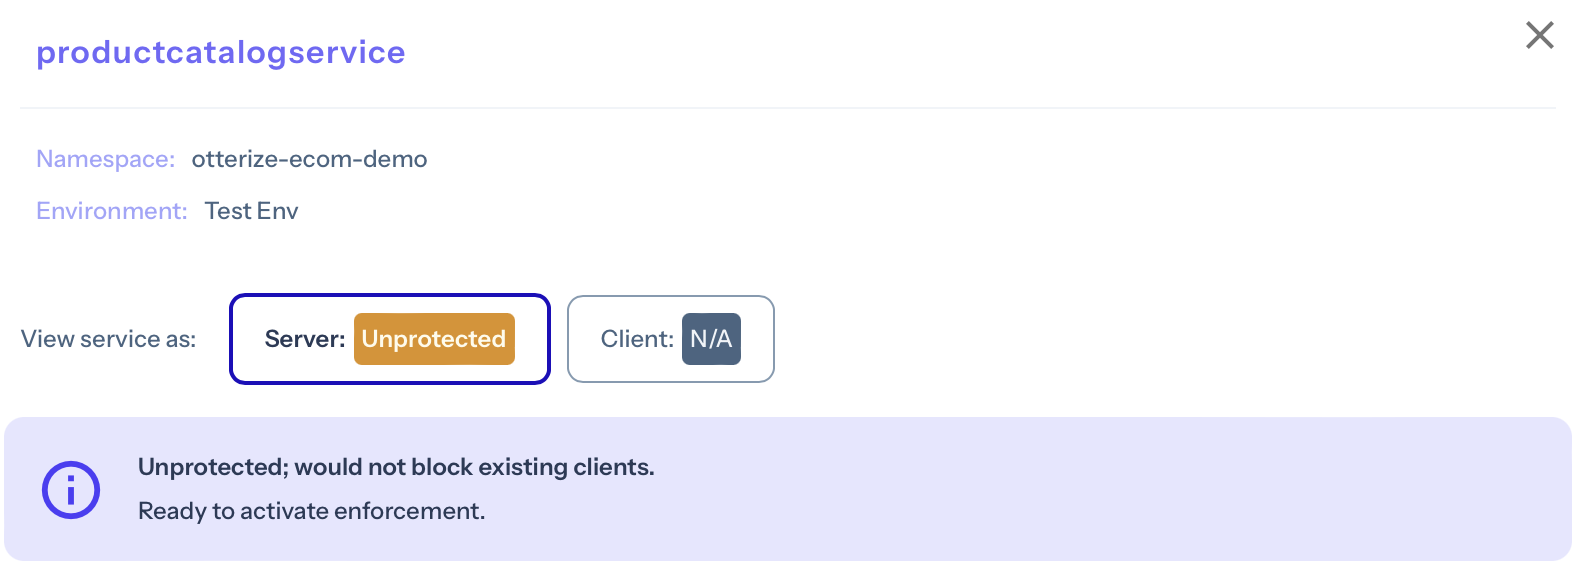 productcatalogservice
Namespace: otterize-ecom-demo
Environment: Test Env
View service as: Server: Unprotected Client: N/A
Unprotected; would not block existing clients.
Ready to activate enforcement.